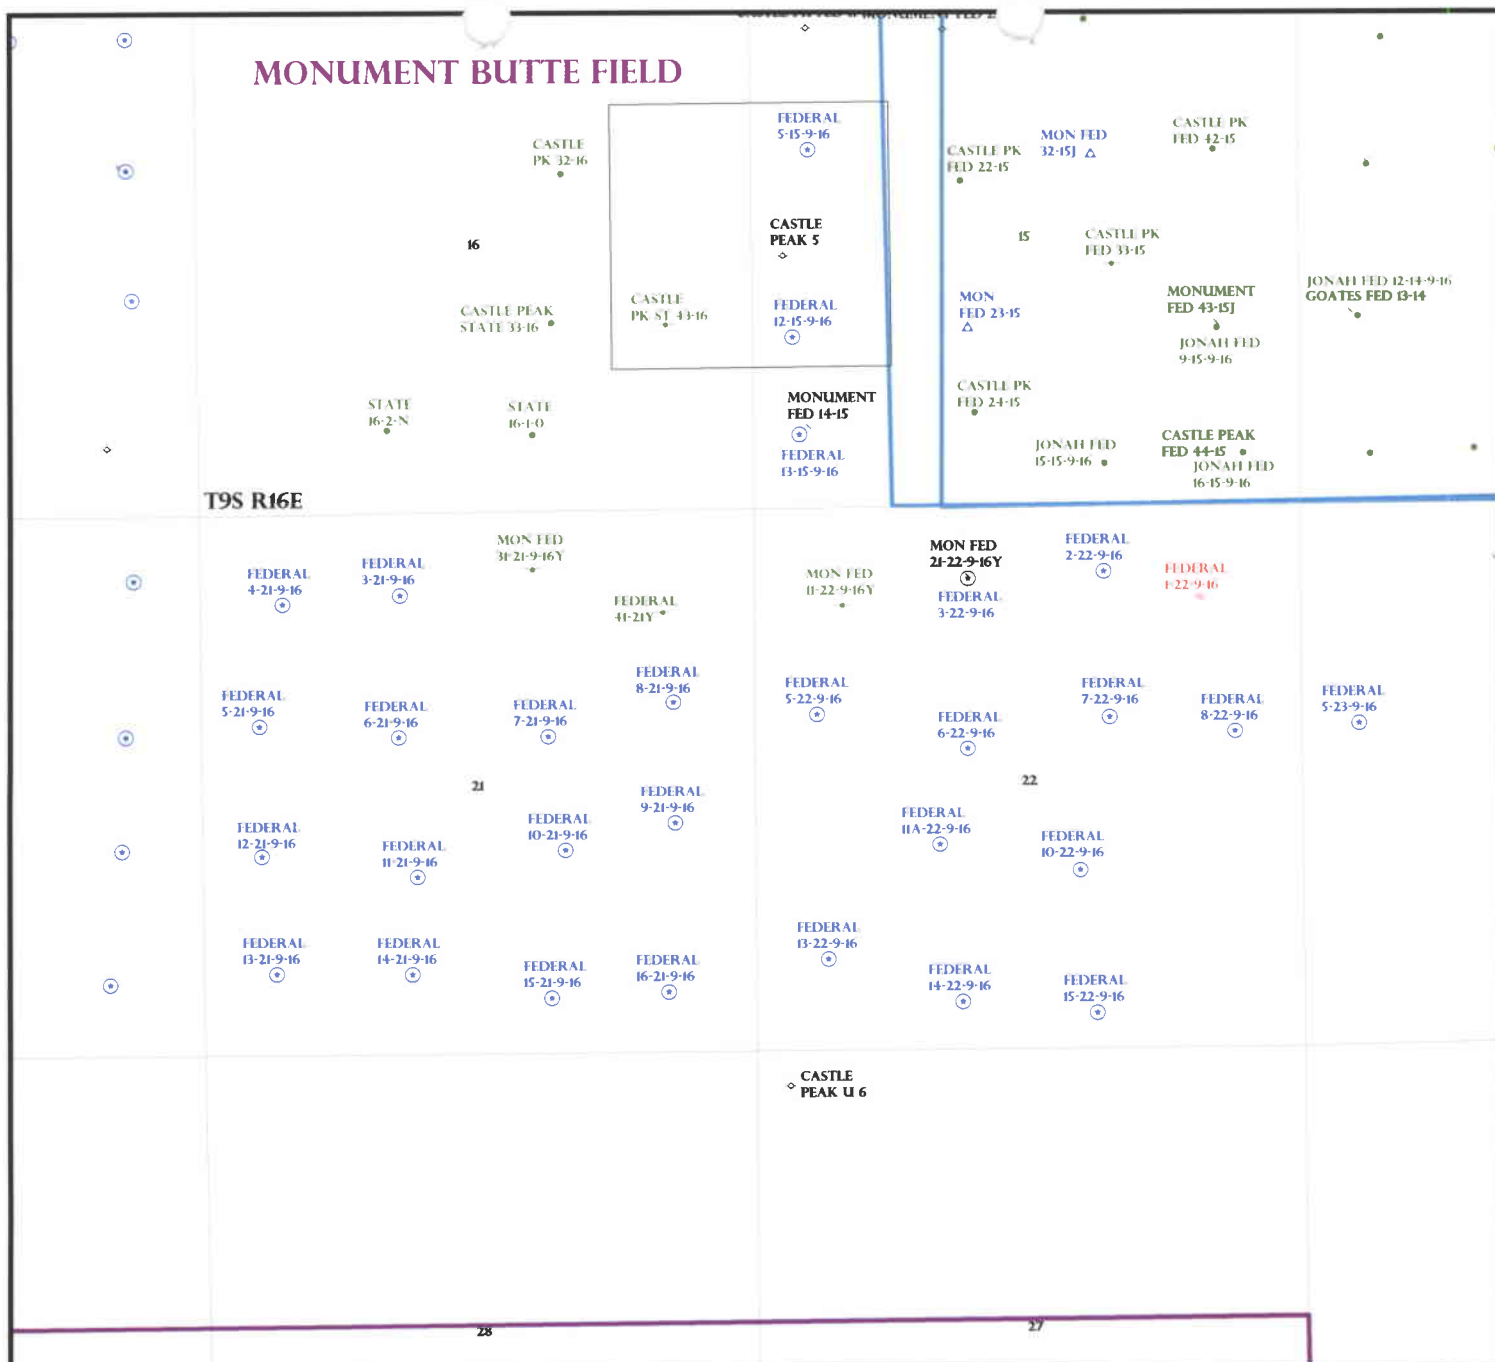 MONUMENT BUTTE FIELD
FEDERAL
5-15-9-16
CASTLE
PK 32-16
CASTLE PK
FED 22-15
MON FED
32-15J
CASTLE PK
FED 42-15
16
CASTLE
PEAK 5
15
CASTLE PK
FED 33-15
CASTLE PEAK
STATE 33-16
CASTLE
PK ST 43-16
FEDERAL
12-15-9-16
MON
FED 23-15
MONUMENT
FED 43-15J
JONAH FED
9-15-9-16
JONAH FED 12-14-9-16
GOATES FED 13-14
STATE
16-2-N
STATE
16-1-O
MONUMENT
FED 14-15
FEDERAL
13-15-9-16
CASTLE PK
FED 24-15
JONAH FED
15-15-9-16
CASTLE PEAK
FED 44-15
JONAH FED
16-15-9-16
T9S R16E
FEDERAL
4-21-9-16
FEDERAL
3-21-9-16
MON FED
31-21-9-16Y
FEDERAL
41-21Y
MON FED
11-22-9-16Y
MON FED
21-22-9-16Y
FEDERAL
3-22-9-16
FEDERAL
2-22-9-16
FEDERAL
1-22-9-16
FEDERAL
5-21-9-16
FEDERAL
6-21-9-16
FEDERAL
7-21-9-16
FEDERAL
8-21-9-16
FEDERAL
5-22-9-16
FEDERAL
6-22-9-16
FEDERAL
7-22-9-16
FEDERAL
8-22-9-16
FEDERAL
5-23-9-16
21
22
FEDERAL
12-21-9-16
FEDERAL
11-21-9-16
FEDERAL
10-21-9-16
FEDERAL
9-21-9-16
FEDERAL
11A-22-9-16
FEDERAL
10-22-9-16
FEDERAL
13-21-9-16
FEDERAL
14-21-9-16
FEDERAL
15-21-9-16
FEDERAL
16-21-9-16
FEDERAL
13-22-9-16
FEDERAL
14-22-9-16
FEDERAL
15-22-9-16
CASTLE
PEAK U 6
28
27